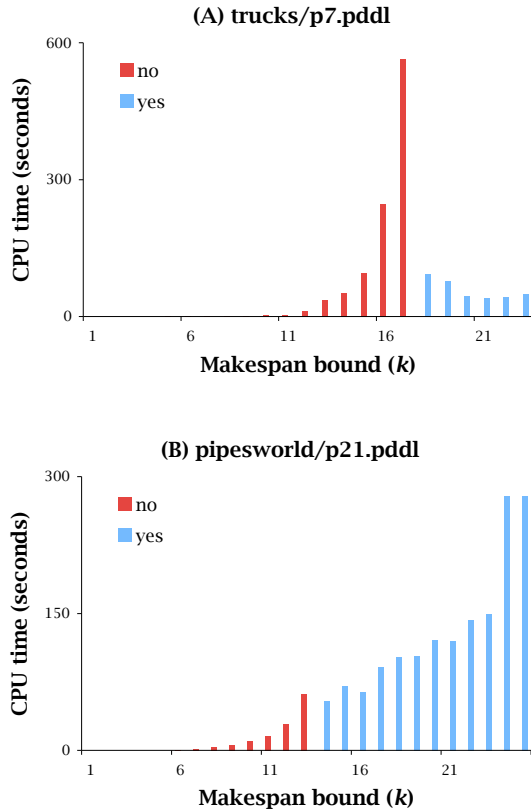 (A) trucks/p7.pddl
600
no
yes
300
CPU time (seconds)
0
1 6 11 16 21
Makespan bound (k)
(B) pipesworld/p21.pddl
300
no
yes
150
CPU time (seconds)
0
1 6 11 16 21
Makespan bound (k)